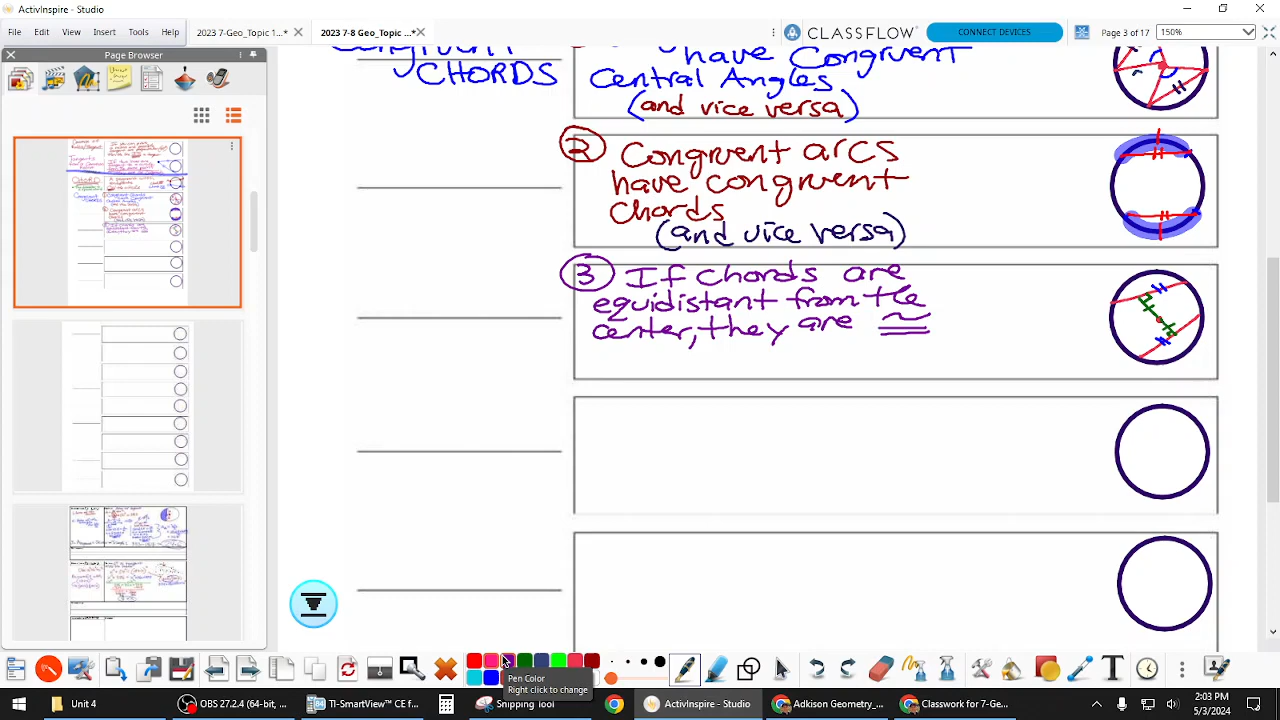 ActivInspire - Studio
File Edit View Insert Tools Help
2023 7-Geo_Topic 1...*
2023 7-8 Geo_Topic ...*
CLASSFLOW
CONNECT DEVICES
Page 3 of 17
150%
Page Browser
CHORDS
have Congruent
Central Angles
(and vice versa)
② Congruent arcs
have congruent
chords
(and vice versa)
③ If chords are
equidistant from the
center, they are ≅
Pen Color
Right click to change
Unit 4
OBS 27.2.4 (64-bit, ...
TI-SmartView™ CE f...
Snipping Tool
ActivInspire - Studio
Adkison Geometry_...
Classwork for 7-Ge...
2:03 PM
5/3/2024